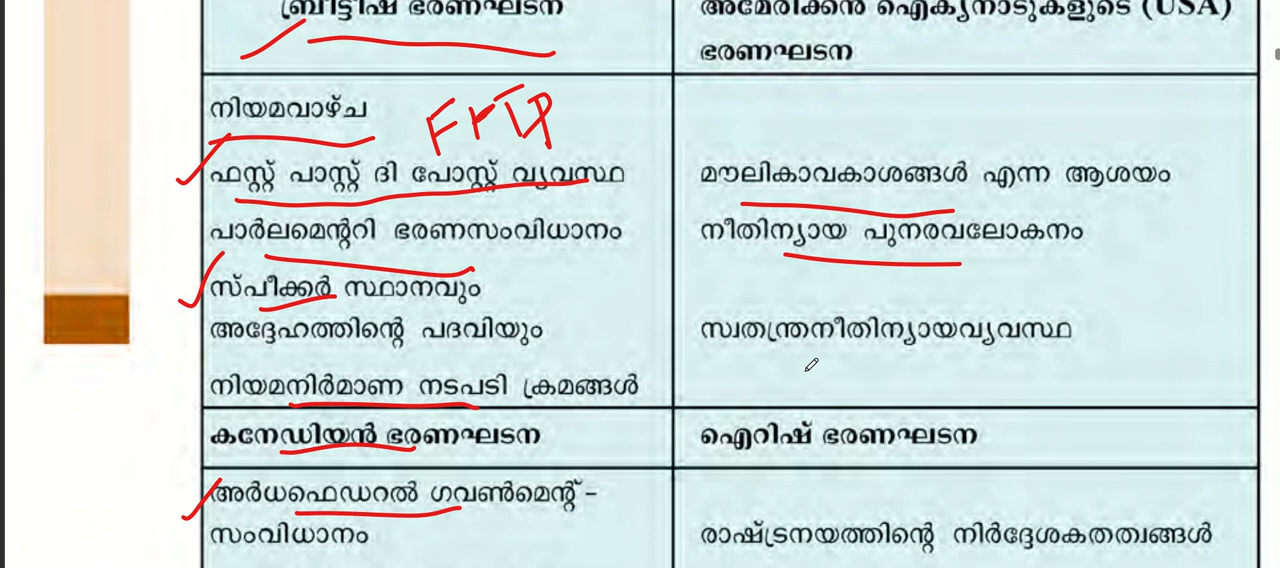 ബ്രിട്ടീഷ് ഭരണഘടന
അമേരിക്കൻ ഐക്യനാടുകളുടെ (USA)
ഭരണഘടന
നിയമവാഴ്ച
FPTP
ഫസ്റ്റ് പാസ്റ്റ് ദി പോസ്റ്റ് വ്യവസ്ഥ
പാർലമെന്ററി ഭരണസംവിധാനം
സ്പീക്കർ സ്ഥാനവും
അദ്ദേഹത്തിന്റെ പദവിയും
നിയമനിർമാണ നടപടി ക്രമങ്ങൾ
മൗലികാവകാശങ്ങൾ എന്ന ആശയം
നീതിന്യായ പുനരവലോകനം
സ്വതന്ത്രനീതിന്യായവ്യവസ്ഥ
കനേഡിയൻ ഭരണഘടന
ഐറിഷ് ഭരണഘടന
അർധഫെഡറൽ ഗവൺമെന്റ് -
സംവിധാനം
രാഷ്ട്രനയത്തിന്റെ നിർദ്ദേശകതത്വങ്ങൾ